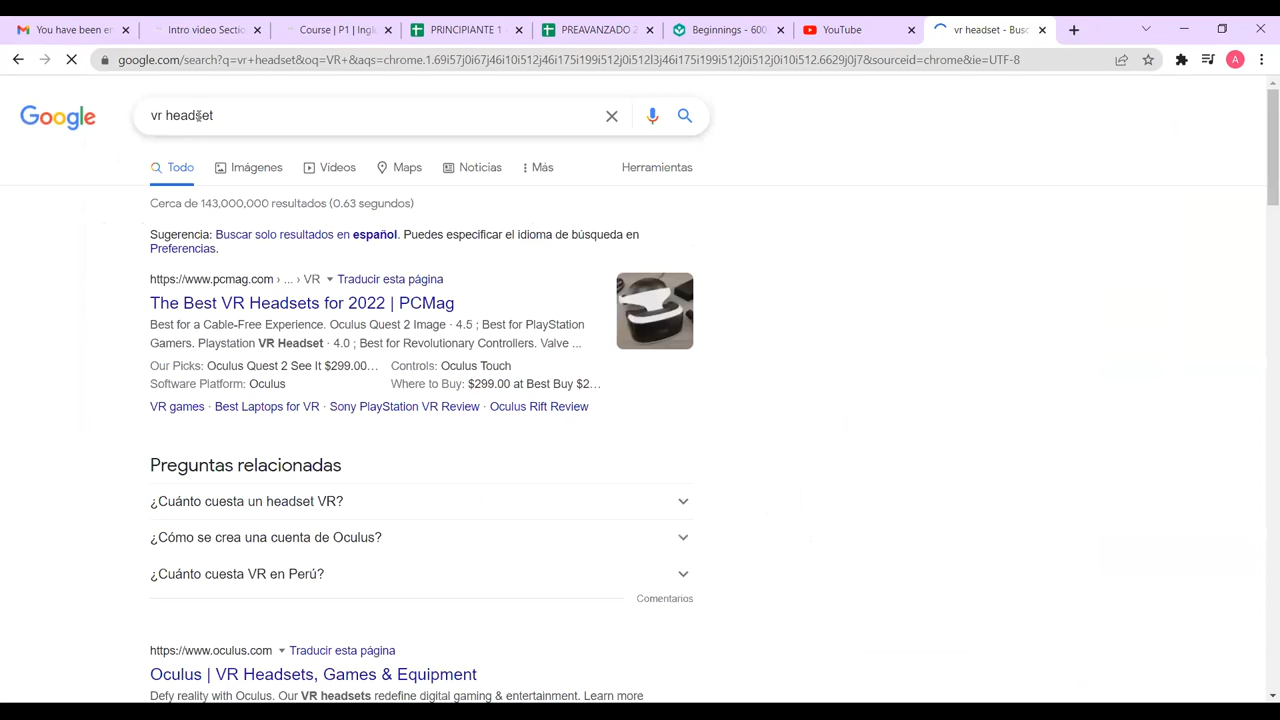 You have been er
Intro video Sectio
Course | P1 | Ingle
PRINCIPIANTE 1 -
PREAVANZADO 2
Beginnings - 600
YouTube
vr headset - Busc
google.com/search?q=vr+headset&oq=VR+&aqs=chrome.1.69i57j0i67j46i67j0i512j46i175i199i512j0i512l3j46i175i199i512j0i512j0i10i512.6629j0j7&sourceid=chrome&ie=UTF-8
A
Google
vr headset
Todo
Imágenes
Vídeos
Maps
Noticias
Más
Herramientas
Cerca de 143,000,000 resultados (0.63 segundos)
Sugerencia: Buscar solo resultados en español. Puedes especificar el idioma de búsqueda en
Preferencias.
https://www.pcmag.com › ... › VR Traducir esta página
The Best VR Headsets for 2022 | PCMag
Best for a Cable-Free Experience. Oculus Quest 2 Image · 4.5 ; Best for PlayStation
Gamers. Playstation VR Headset · 4.0 ; Best for Revolutionary Controllers. Valve ...
Our Picks: Oculus Quest 2 See It $299.00… Controls: Oculus Touch
Software Platform: Oculus Where to Buy: $299.00 at Best Buy $2…
VR games · Best Laptops for VR · Sony PlayStation VR Review · Oculus Rift Review
Preguntas relacionadas
¿Cuánto cuesta un headset VR?
¿Cómo se crea una cuenta de Oculus?
¿Cuánto cuesta VR en Perú?
Comentarios
https://www.oculus.com Traducir esta página
Oculus | VR Headsets, Games & Equipment
Defy reality with Oculus. Our VR headsets redefine digital gaming & entertainment. Learn more